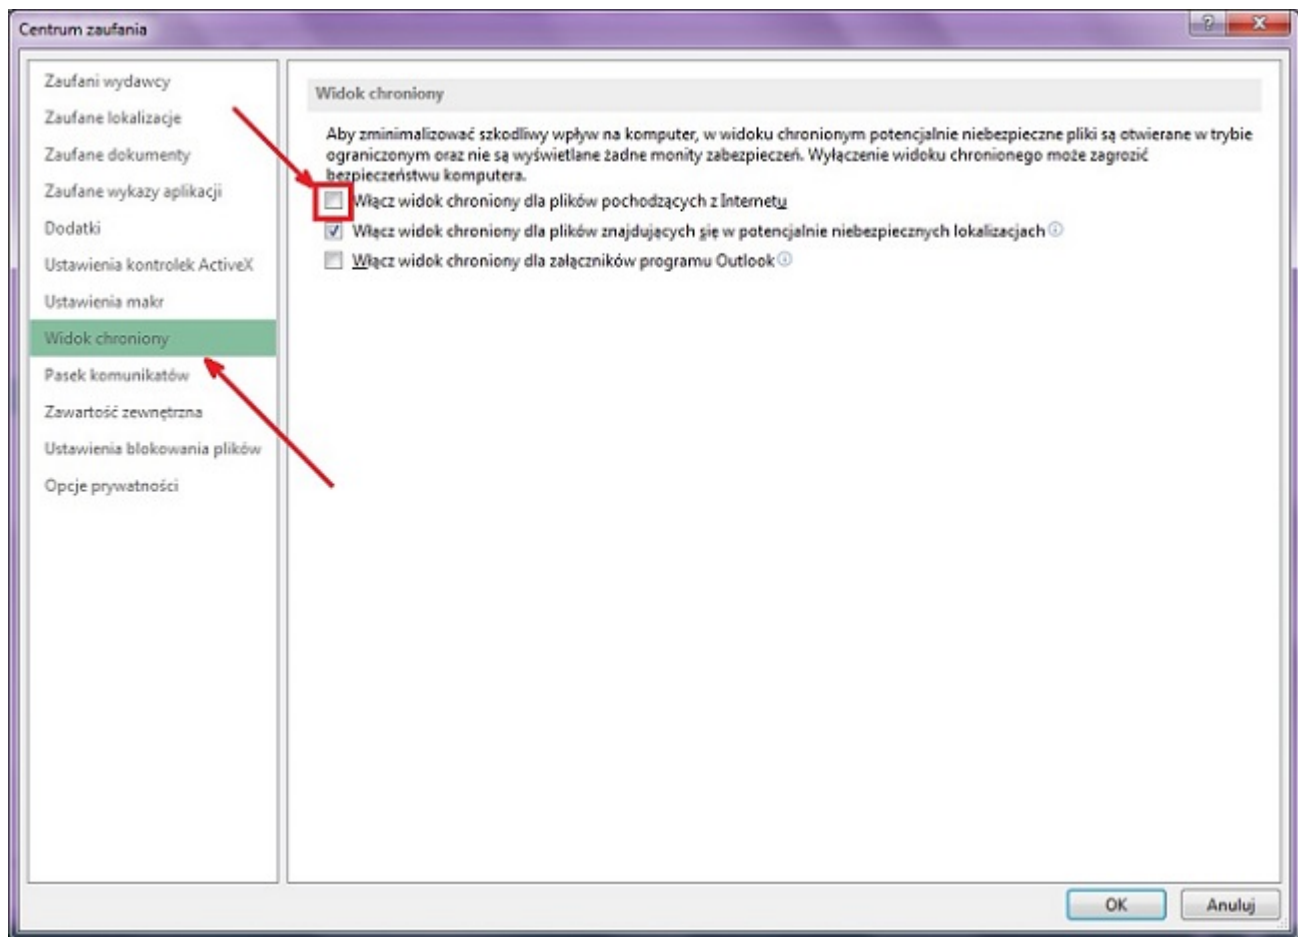 Centrum zaufania
Zaufani wydawcy
Zaufane lokalizacje
Zaufane dokumenty
Zaufane wykazy aplikacji
Dodatki
Ustawienia kontrolek ActiveX
Ustawienia makr
Widok chroniony
Pasek komunikatów
Zawartość zewnętrzna
Ustawienia blokowania plików
Opcje prywatności
Widok chroniony
Aby zminimalizować szkodliwy wpływ na komputer, w widoku chronionym potencjalnie niebezpieczne pliki są otwierane w trybie
ograniczonym oraz nie są wyświetlane żadne monity zabezpieczeń. Wyłączenie widoku chronionego może zagrozić
bezpieczeństwu komputera.
Włącz widok chroniony dla plików pochodzących z Internetu
Włącz widok chroniony dla plików znajdujących się w potencjalnie niebezpiecznych lokalizacjach
Włącz widok chroniony dla załączników programu Outlook
OK
Anuluj